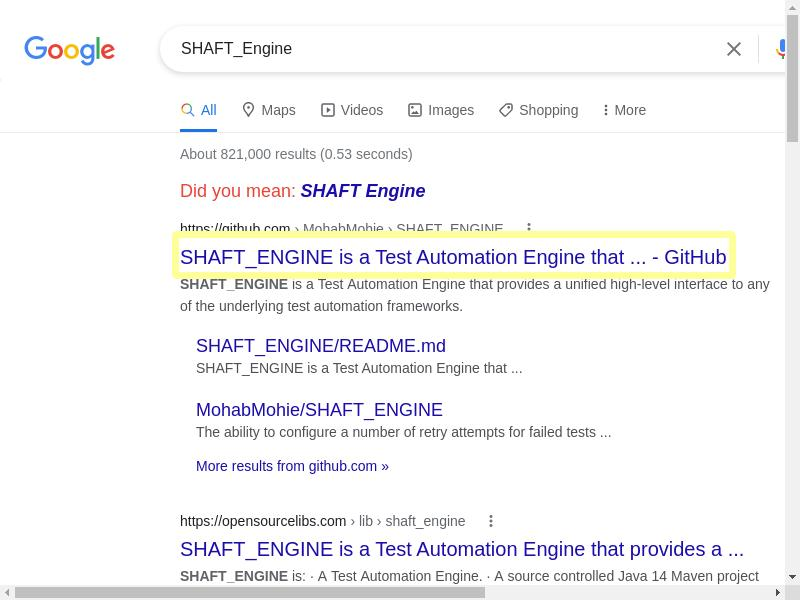 Google
SHAFT_Engine
All Maps Videos Images Shopping More
About 821,000 results (0.53 seconds)
Did you mean: SHAFT Engine
https://github.com › MohabMohie › SHAFT_ENGINE
SHAFT_ENGINE is a Test Automation Engine that ... - GitHub
SHAFT_ENGINE is a Test Automation Engine that provides a unified high-level interface to any
of the underlying test automation frameworks.
SHAFT_ENGINE/README.md
SHAFT_ENGINE is a Test Automation Engine that ...
MohabMohie/SHAFT_ENGINE
The ability to configure a number of retry attempts for failed tests ...
More results from github.com »
https://opensourcelibs.com › lib › shaft_engine
SHAFT_ENGINE is a Test Automation Engine that provides a ...
SHAFT_ENGINE is: · A Test Automation Engine. · A source controlled Java 14 Maven project